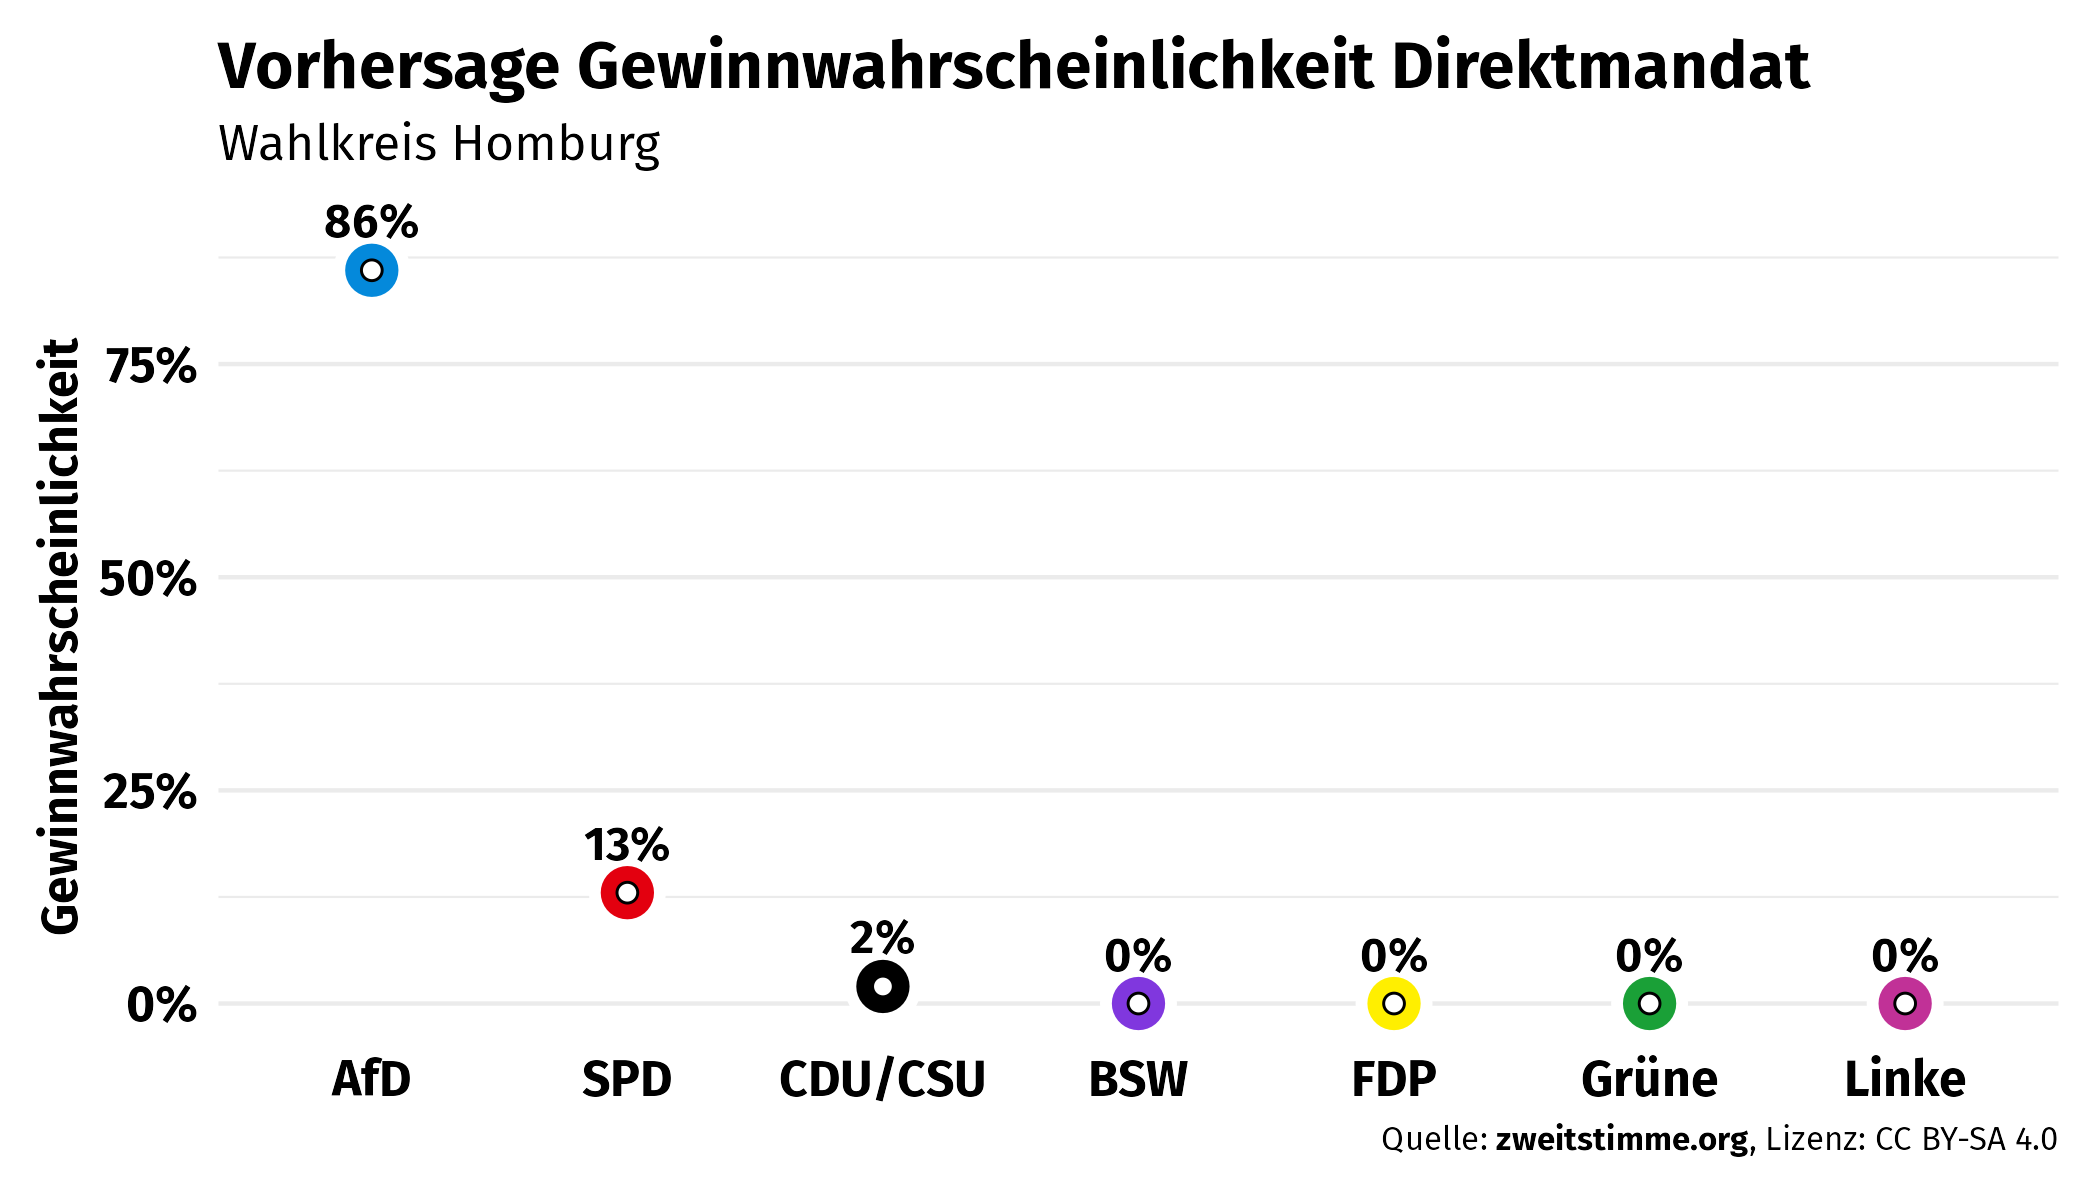 Vorhersage Gewinnwahrscheinlichkeit Direktmandat
Wahlkreis Homburg
Gewinnwahrscheinlichkeit
86%
75%
50%
25%
13%
2%
0%
0%
0%
0%
0%
AfD
SPD
CDU/CSU
BSW
FDP
Grüne
Linke
Quelle: zweitstimme.org, Lizenz: CC BY-SA 4.0